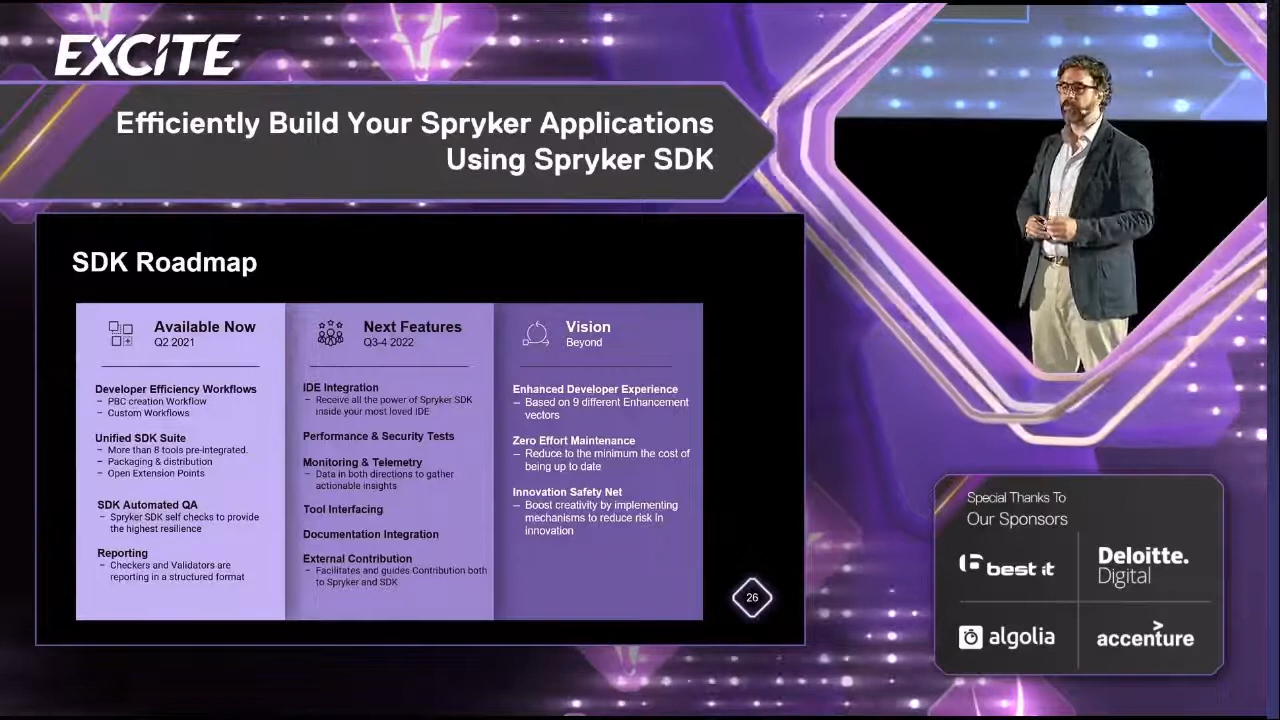 EXCITE
Efficiently Build Your Spryker Applications
Using Spryker SDK
SDK Roadmap
Available Now
Q2 2021
Developer Efficiency Workflows
– PBC creation Workflow
– Custom Workflows
Unified SDK Suite
– More than 8 tools pre-integrated.
– Packaging & distribution
– Open Extension Points
SDK Automated QA
– Spryker SDK self checks to provide
the highest resilience
Reporting
– Checkers and Validators are
reporting in a structured format
Next Features
Q3-4 2022
IDE Integration
– Receive all the power of Spryker SDK
inside your most loved IDE
Performance & Security Tests
Monitoring & Telemetry
– Data in both directions to gather
actionable insights
Tool Interfacing
Documentation Integration
External Contribution
– Facilitates and guides Contribution both
to Spryker and SDK
Vision
Beyond
Enhanced Developer Experience
– Based on 9 different Enhancement
vectors
Zero Effort Maintenance
– Reduce to the minimum the cost of
being up to date
Innovation Safety Net
– Boost creativity by implementing
mechanisms to reduce risk in
innovation
26
Special Thanks To
Our Sponsors
best it
Deloitte.
Digital
algolia
accenture